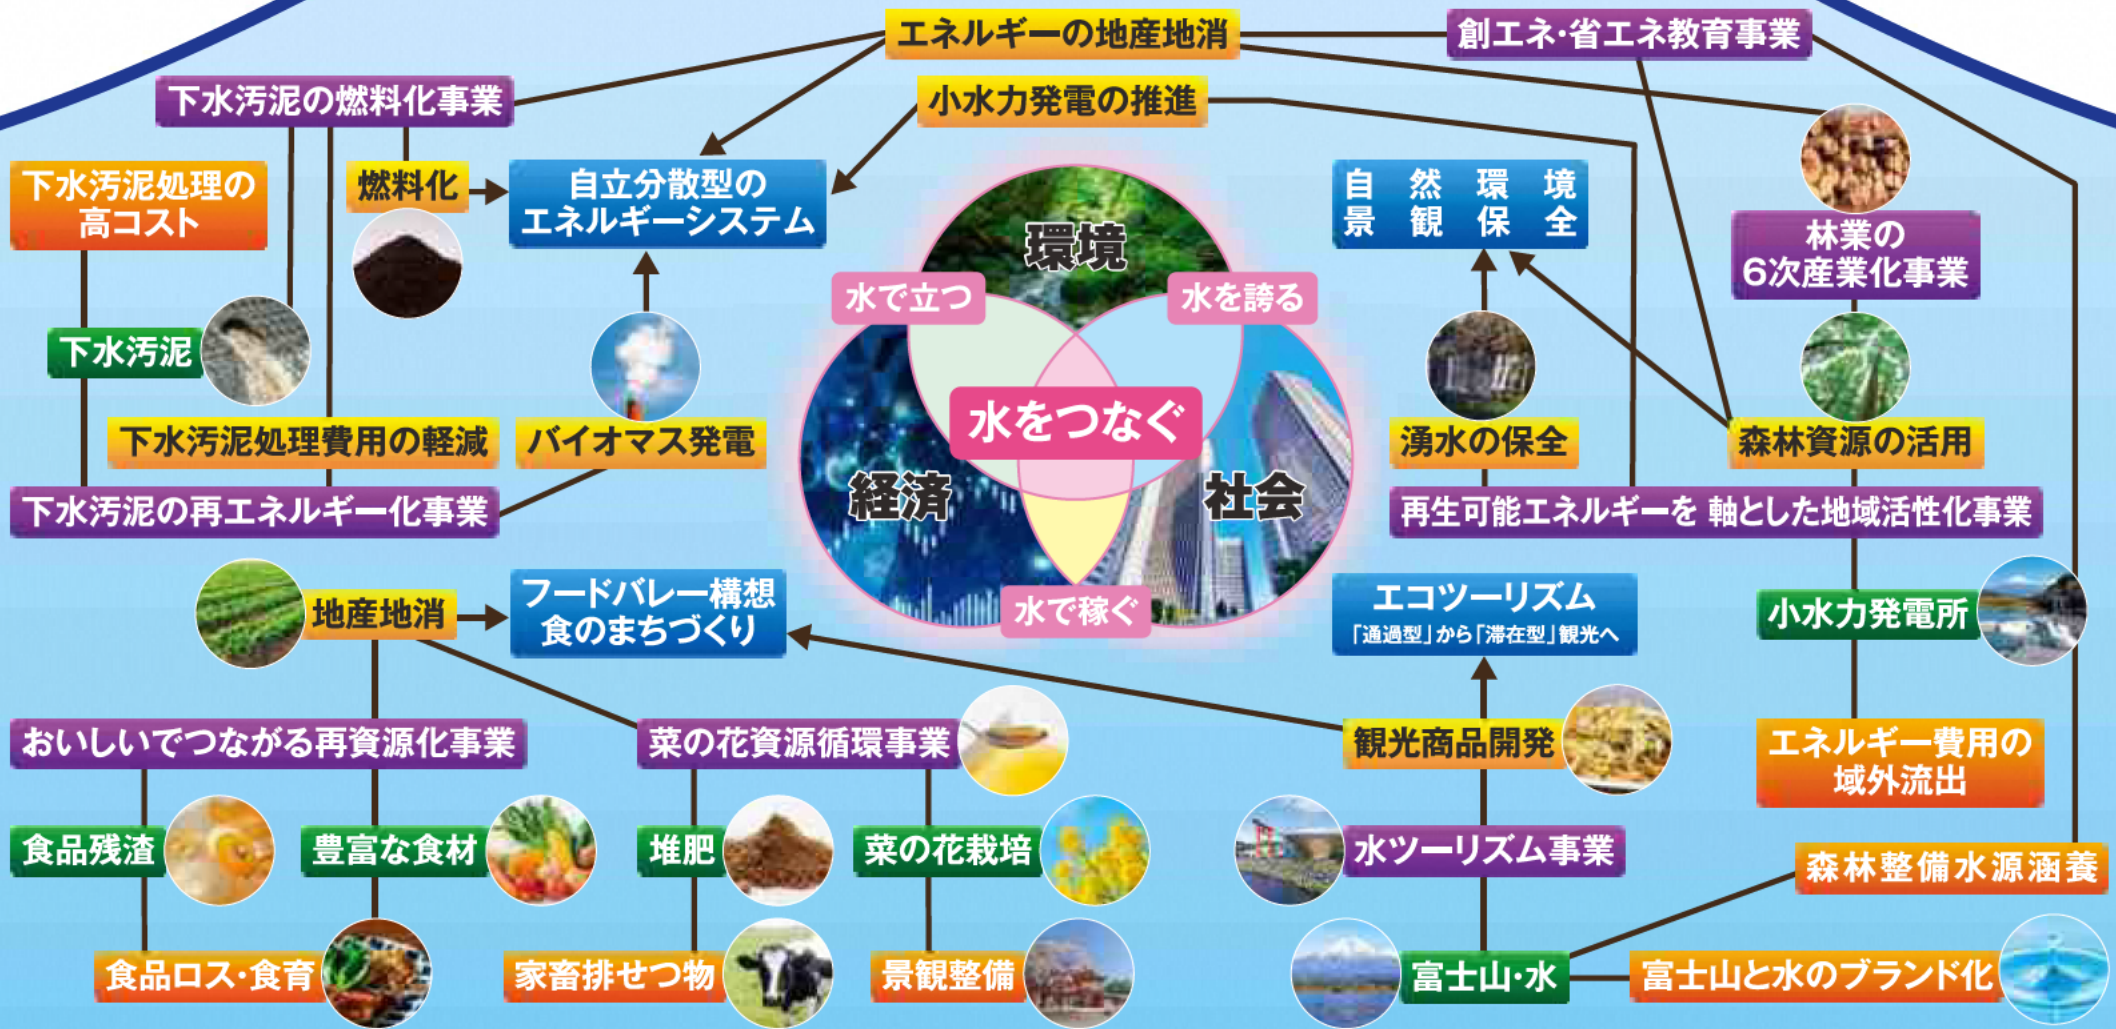 エネルギーの地産地消
創エネ・省エネ教育事業
下水汚泥の燃料化事業
小水力発電の推進
下水汚泥処理の
高コスト
燃料化
自立分散型の
エネルギーシステム
自然環境
景観保全
環境
林業の
6次産業化事業
水で立つ
水を誇る
下水汚泥
水をつなぐ
下水汚泥処理費用の軽減
バイオマス発電
湧水の保全
森林資源の活用
経済
社会
下水汚泥の再エネルギー化事業
再生可能エネルギーを 軸とした地域活性化事業
地産地消
フードバレー構想
食のまちづくり
水で稼ぐ
エコツーリズム
「通過型」から「滞在型」観光へ
小水力発電所
おいしいでつながる再資源化事業
菜の花資源循環事業
観光商品開発
エネルギー費用の
域外流出
食品残渣
豊富な食材
堆肥
菜の花栽培
水ツーリズム事業
森林整備水源涵養
食品ロス・食育
家畜排せつ物
景観整備
富士山・水
富士山と水のブランド化